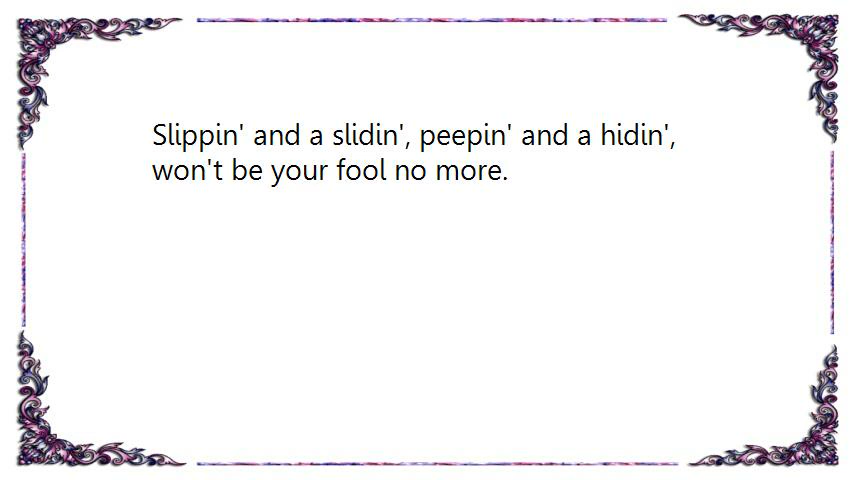 Slippin' and a slidin', peepin' and a hidin',
won't be your fool no more.